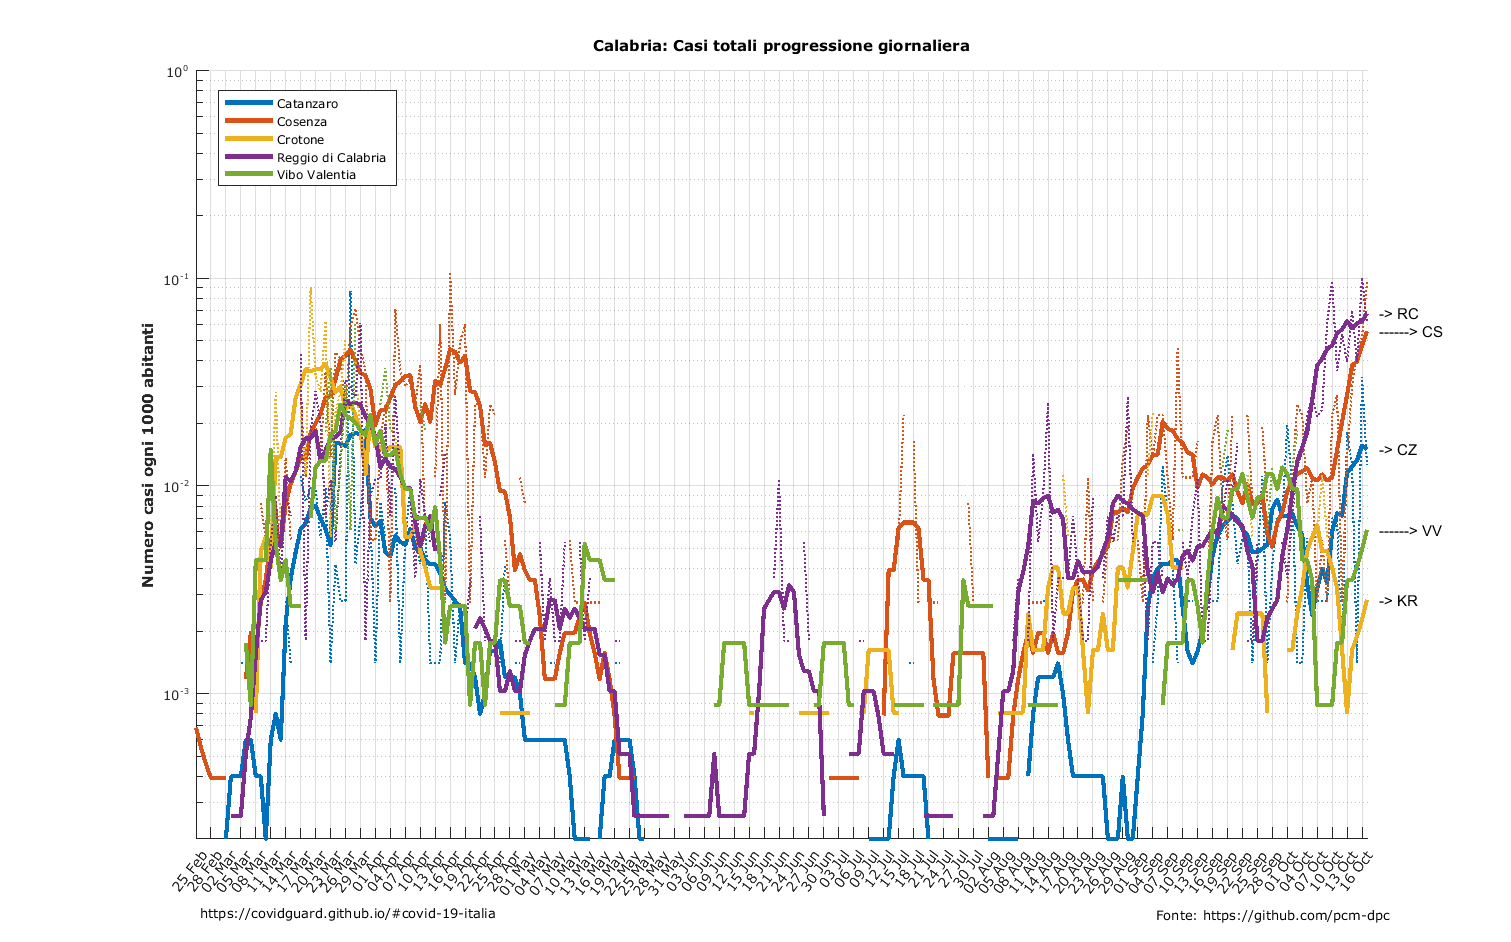 Calabria: Casi totali progressione giornaliera
Numero casi ogni 1000 abitanti
10⁰
10⁻¹
10⁻²
10⁻³
Catanzaro
Cosenza
Crotone
Reggio di Calabria
Vibo Valentia
-> RC
------> CS
-> CZ
------> VV
-> KR
25 Feb
28 Feb
02 Mar
05 Mar
08 Mar
11 Mar
14 Mar
17 Mar
20 Mar
23 Mar
26 Mar
29 Mar
01 Apr
04 Apr
07 Apr
10 Apr
13 Apr
16 Apr
19 Apr
22 Apr
25 Apr
28 Apr
01 May
04 May
07 May
10 May
13 May
16 May
19 May
22 May
25 May
28 May
31 May
03 Jun
06 Jun
09 Jun
12 Jun
15 Jun
18 Jun
21 Jun
24 Jun
27 Jun
30 Jun
03 Jul
06 Jul
09 Jul
12 Jul
15 Jul
18 Jul
21 Jul
24 Jul
27 Jul
30 Jul
02 Aug
05 Aug
08 Aug
11 Aug
14 Aug
17 Aug
20 Aug
23 Aug
26 Aug
29 Aug
01 Sep
04 Sep
07 Sep
10 Sep
13 Sep
16 Sep
19 Sep
22 Sep
25 Sep
28 Sep
01 Oct
04 Oct
07 Oct
10 Oct
13 Oct
16 Oct
https://covidguard.github.io/#covid-19-italia
Fonte: https://github.com/pcm-dpc